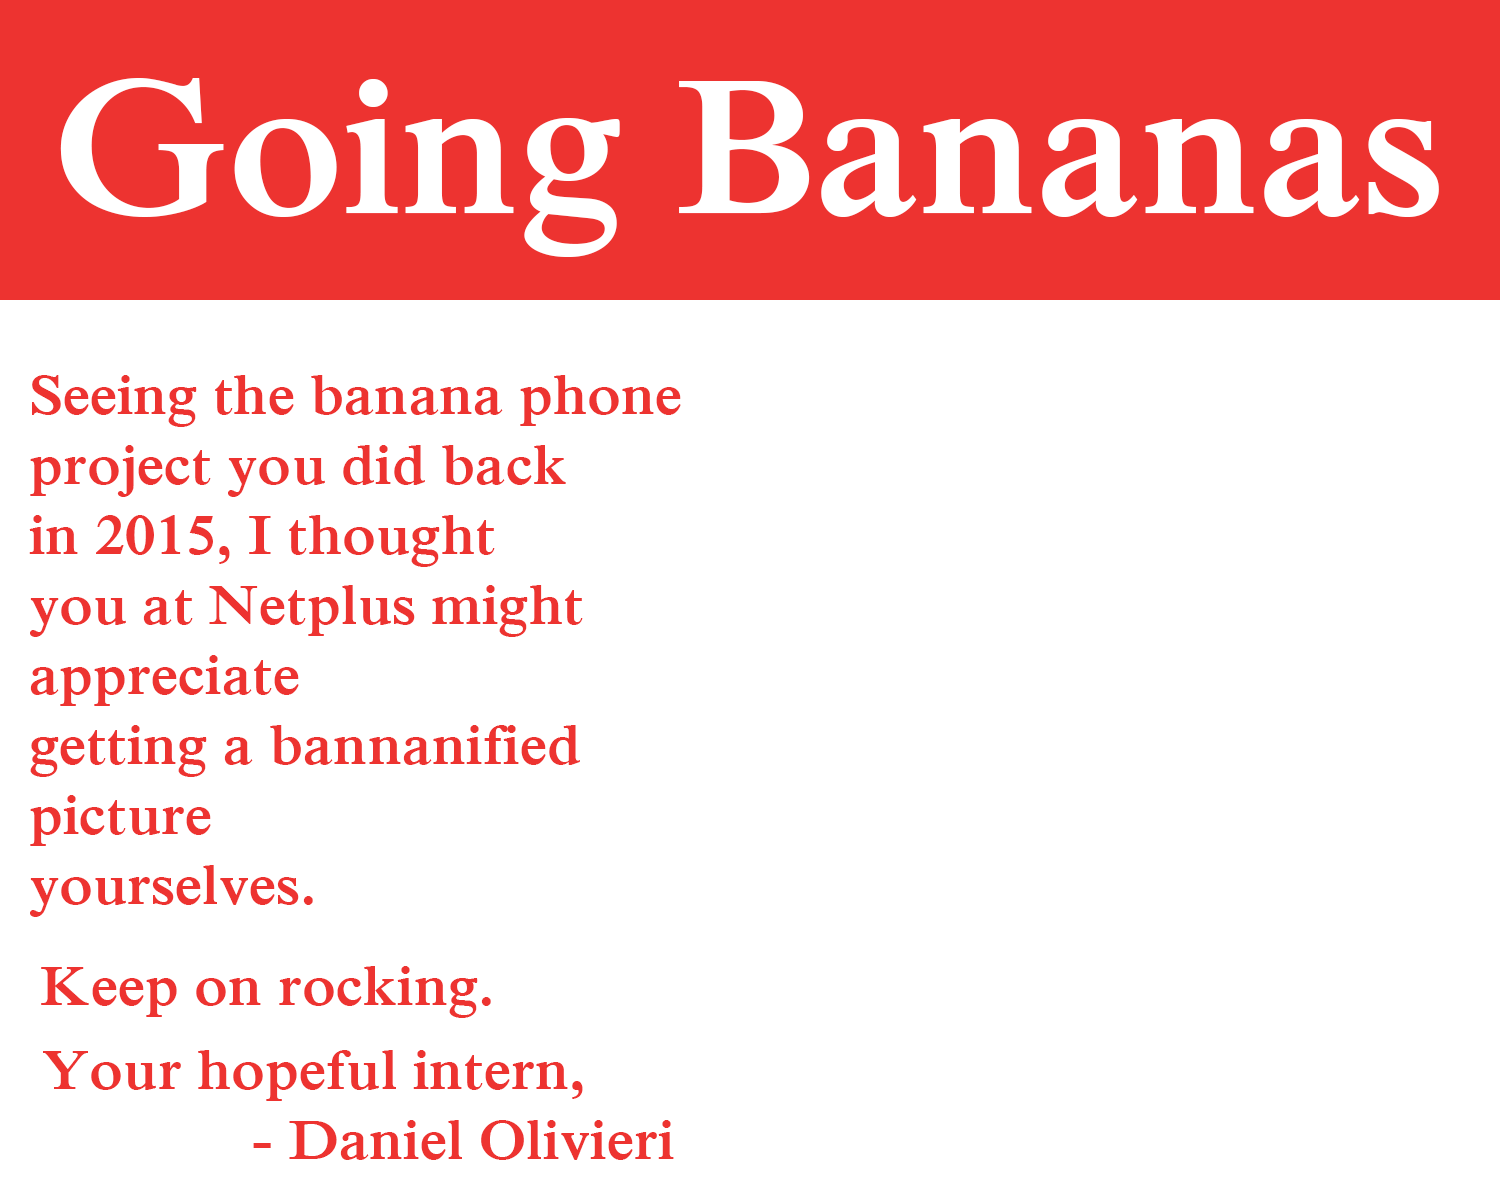 Going Bananas
Seeing the banana phone
project you did back
in 2015, I thought
you at Netplus might
appreciate
getting a bannanified
picture
yourselves.
Keep on rocking.
Your hopeful intern,
- Daniel Olivieri